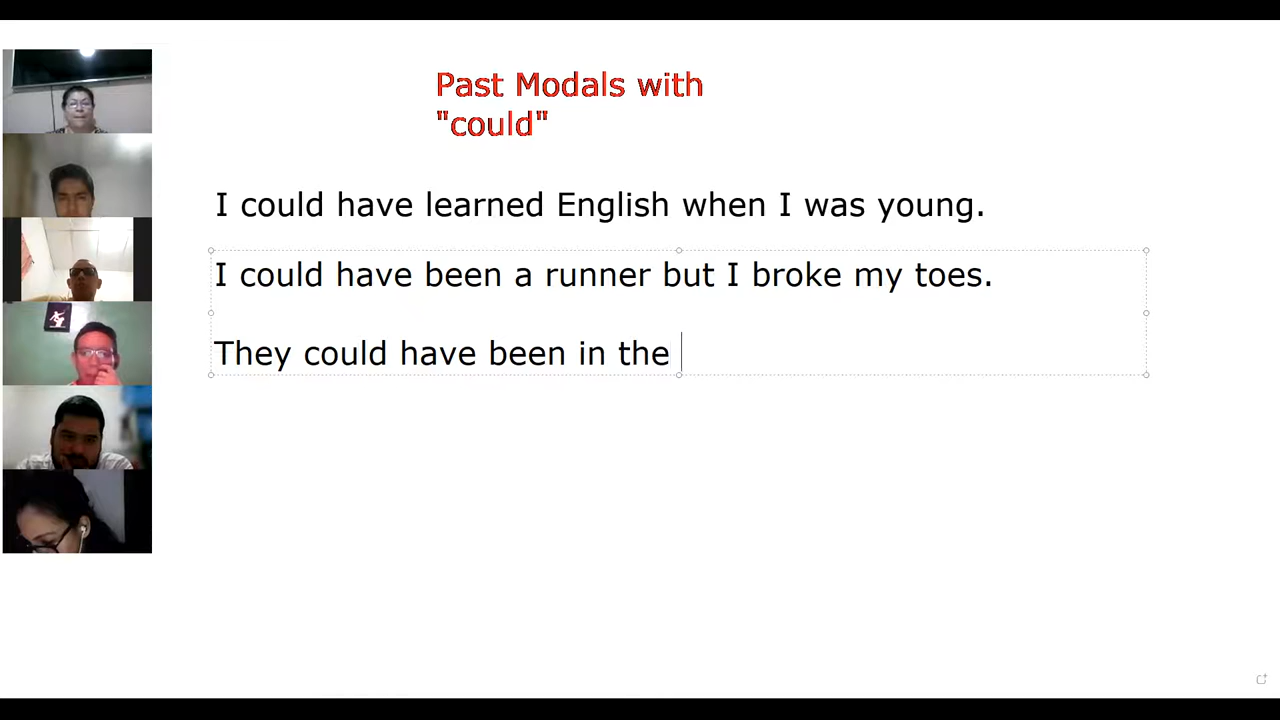 Past Modals with
"could"
I could have learned English when I was young.
I could have been a runner but I broke my toes.
They could have been in the